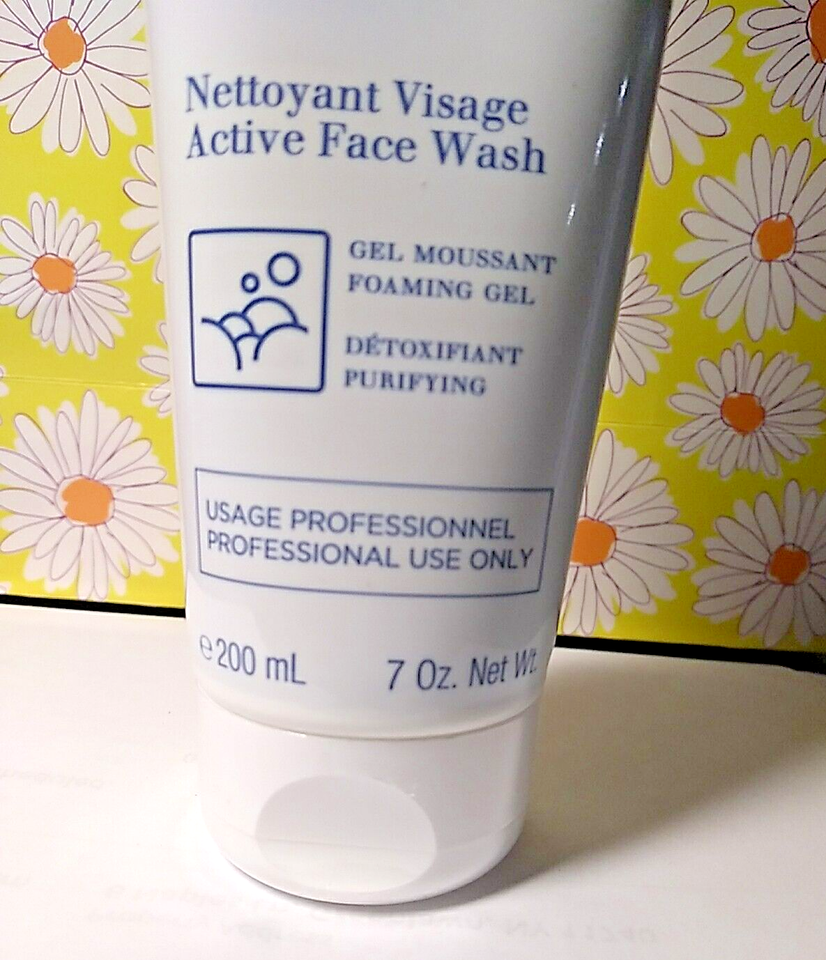 Nettoyant Visage
Active Face Wash
GEL MOUSSANT
FOAMING GEL
DÉTOXIFIANT
PURIFYING
USAGE PROFESSIONNEL
PROFESSIONAL USE ONLY
℮ 200 mL
7 Oz. Net Wt.